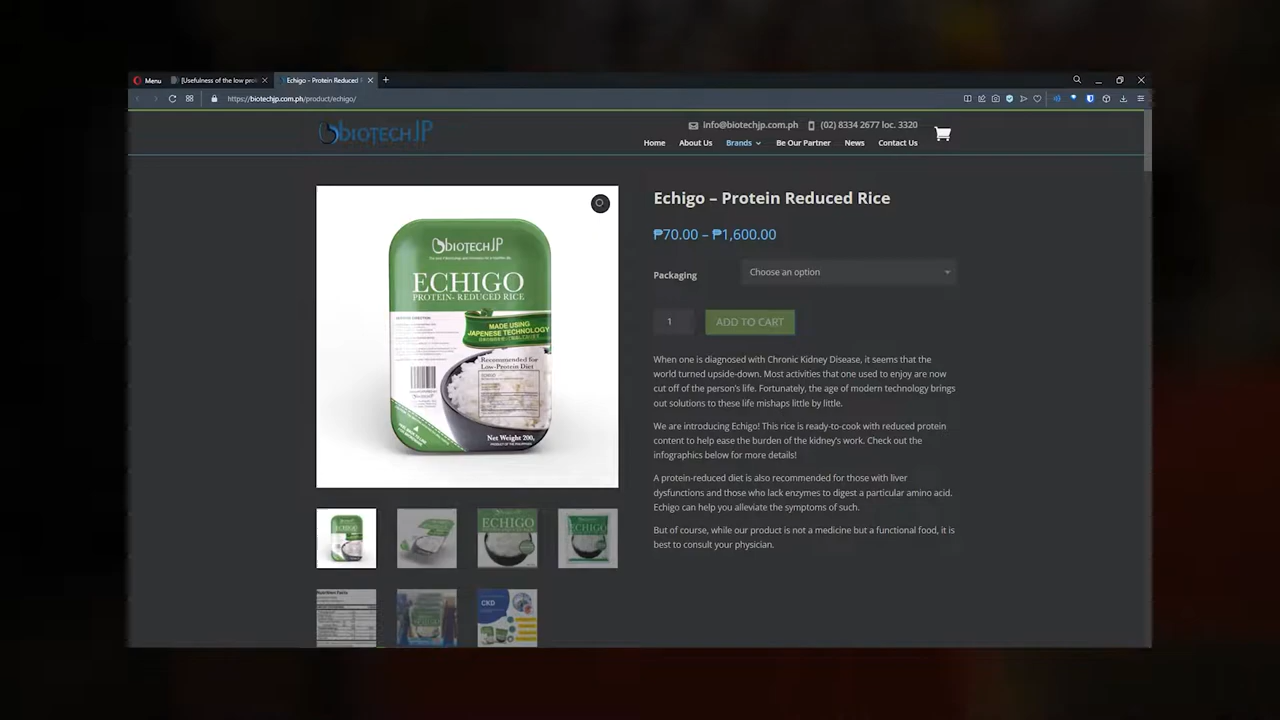 Menu
[Usefulness of the low pro
Echigo – Protein Reduced
https://biotechjp.com.ph/product/echigo/
BIOTECHJP
info@biotechjp.com.ph
(02) 8334 2677 loc. 3320
Home
About Us
Brands
Be Our Partner
News
Contact Us
Echigo – Protein Reduced Rice
₱70.00 – ₱1,600.00
Packaging
Choose an option
1
ADD TO CART
BIOTECHJP
ECHIGO
PROTEIN- REDUCED RICE
MADE USING
JAPENESE TECHNOLOGY
Recommended for
Low-Protein Diet
Net Weight 200g
PRODUCT OF THE PHILIPPINES
When one is diagnosed with Chronic Kidney Disease, it seems that the
world turned upside-down. Most activities that one used to enjoy are now
cut off of the person's life. Fortunately, the age of modern technology brings
out solutions to these life mishaps little by little.
We are introducing Echigo! This rice is ready-to-cook with reduced protein
content to help ease the burden of the kidney's work. Check out the
infographics below for more details!
A protein-reduced diet is also recommended for those with liver
dysfunctions and those who lack enzymes to digest a particular amino acid.
Echigo can help you alleviate the symptoms of such.
But of course, while our product is not a medicine but a functional food, it is
best to consult your physician.
ECHIGO
ECHIGO
Nutrition Facts
CKD